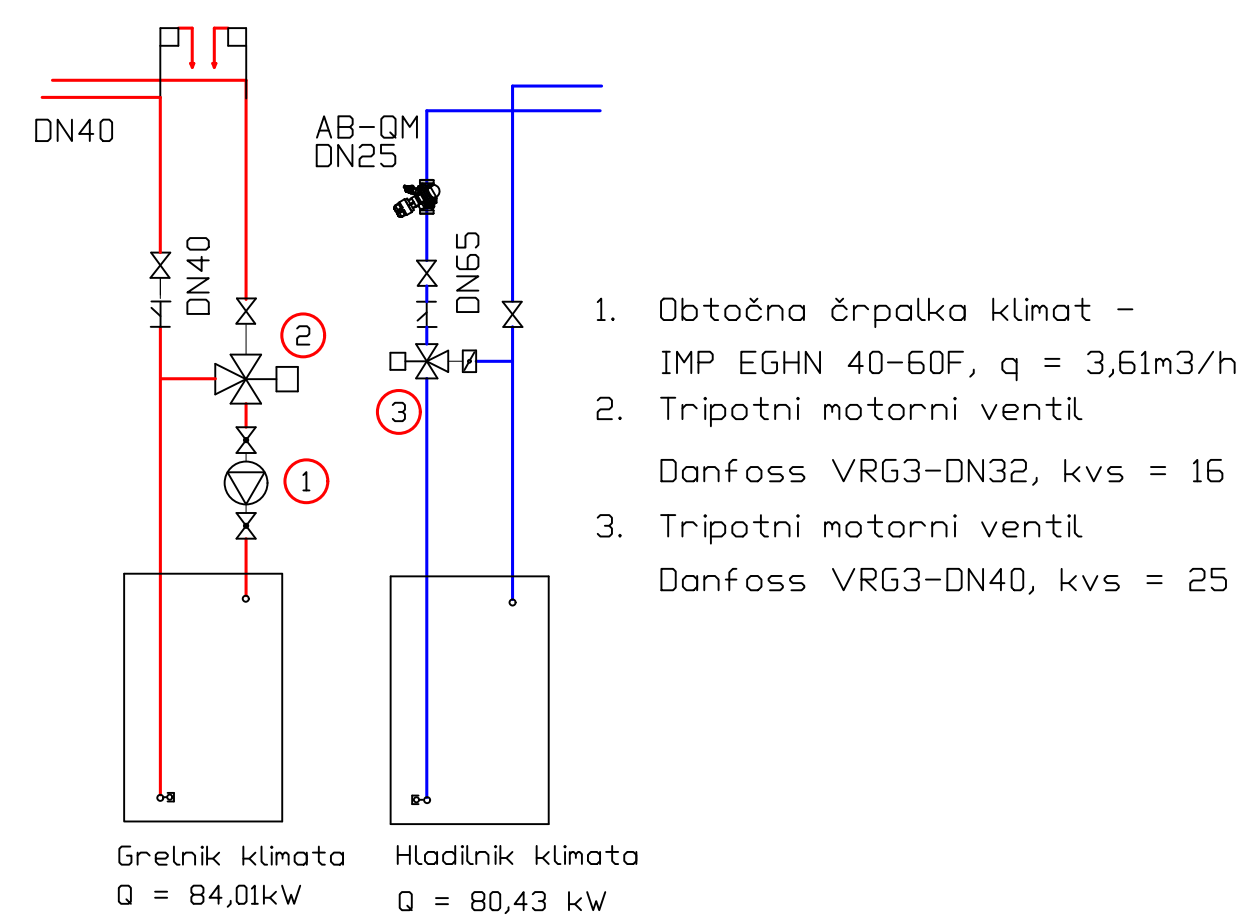 DN40
DN40
2
1
AB-QM
DN25
DN65
3
1. Obtočna črpalka klimat -
IMP EGHN 40-60F, q = 3,61m3/h
2. Tripotni motorni ventil
Danfoss VRG3-DN32, kvs = 16
3. Tripotni motorni ventil
Danfoss VRG3-DN40, kvs = 25
Grelnik klimata
Q = 84,01kW
Hladilnik klimata
Q = 80,43 kW